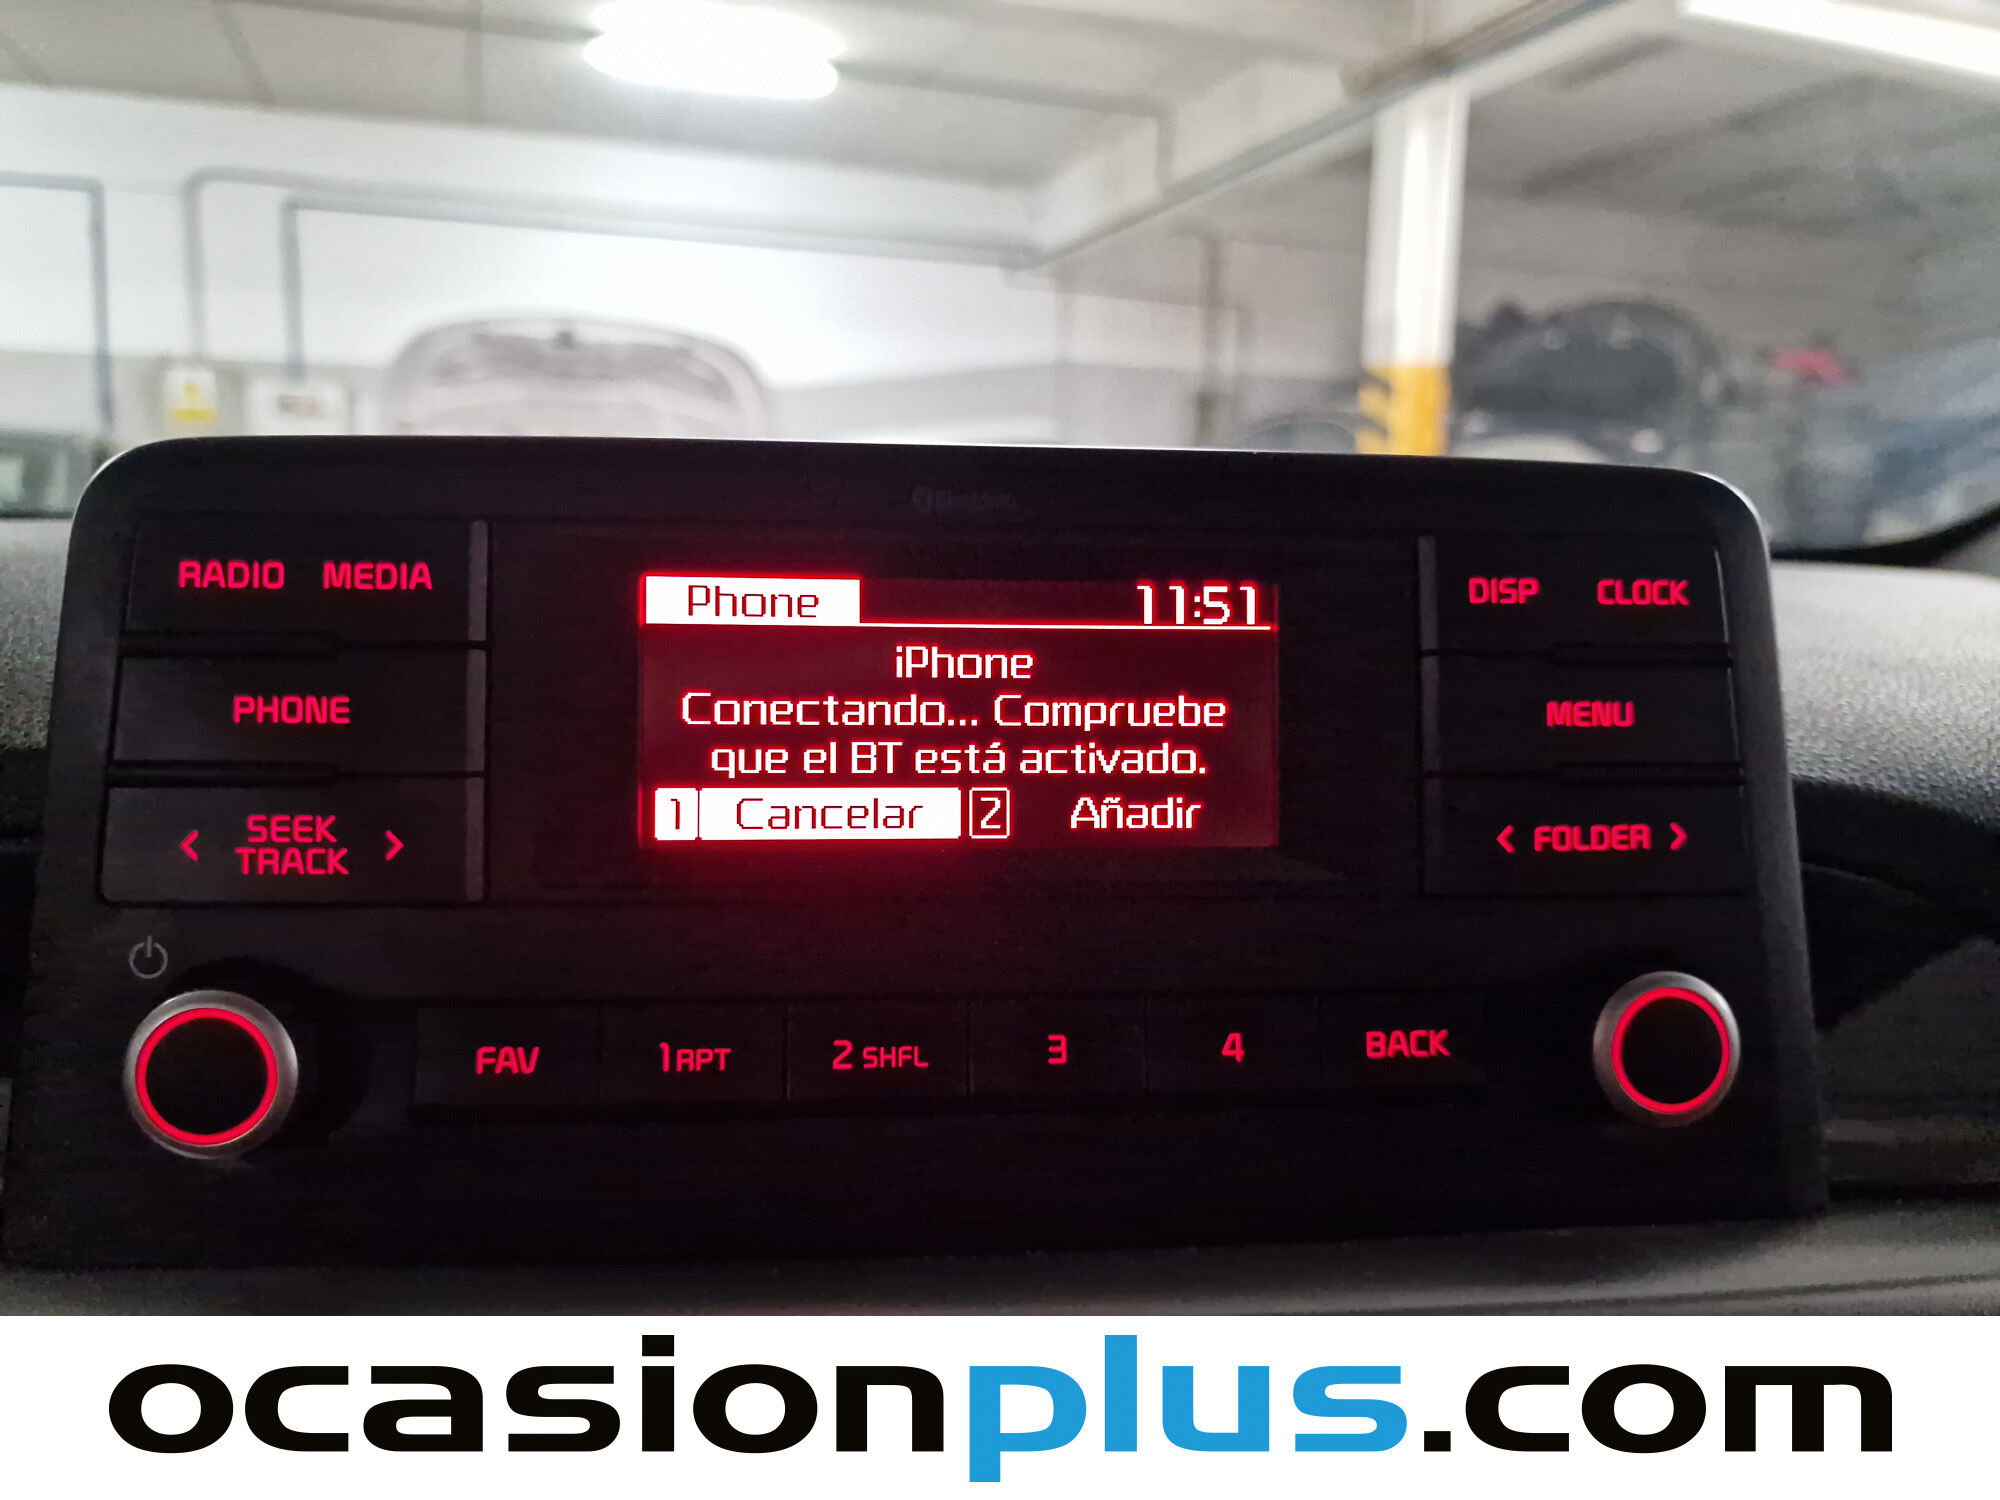 Bluetooth
RADIO MEDIA
PHONE
< SEEK TRACK >
Phone 11:51
iPhone
Conectando... Compruebe
que el BT está activado.
1 Cancelar 2 Añadir
DISP CLOCK
MENU
< FOLDER >
FAV 1 RPT 2 SHFL 3 4 BACK
ocasionplus.com